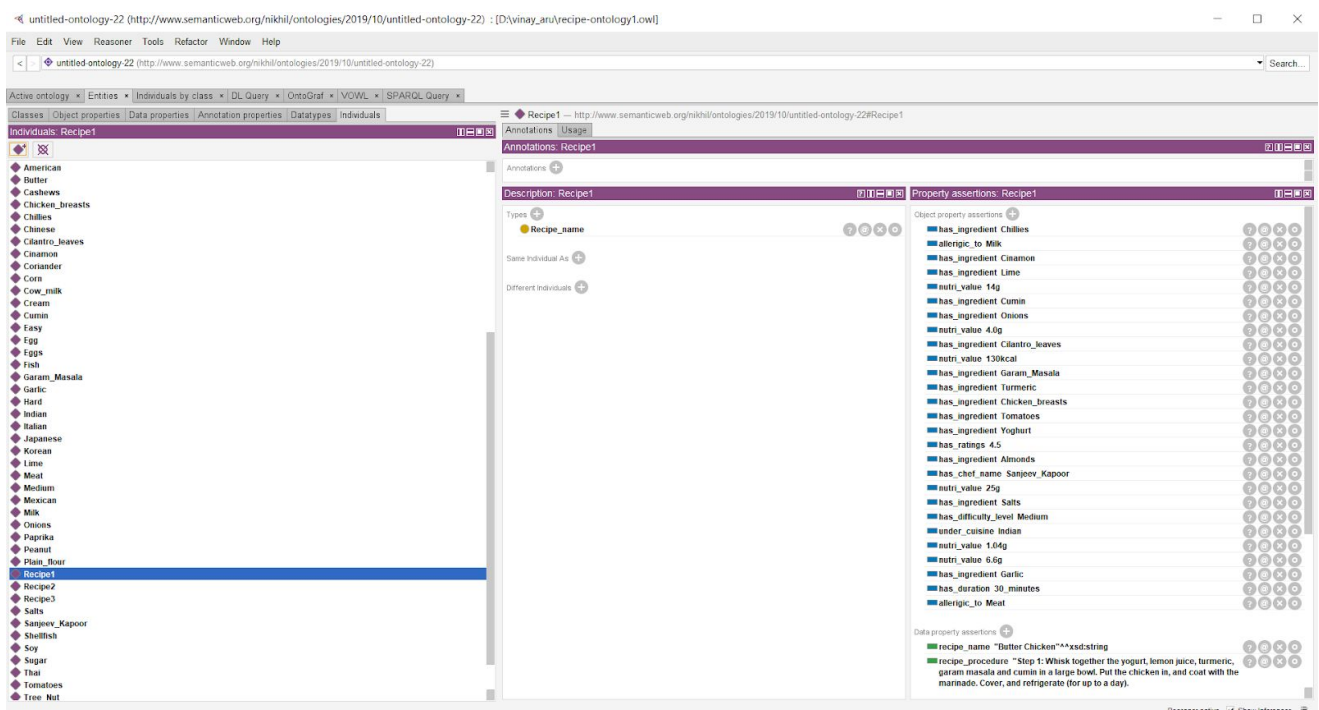 untitled-ontology-22 (http://www.semanticweb.org/nikhil/ontologies/2019/10/untitled-ontology-22) : [D:\vinay_aru\recipe-ontology1.owl]
File Edit View Reasoner Tools Refactor Window Help
< > untitled-ontology-22 (http://www.semanticweb.org/nikhil/ontologies/2019/10/untitled-ontology-22) Search...
Active ontology × Entities × Individuals by class × DL Query × OntoGraf × VOWL × SPARQL Query ×
Classes Object properties Data properties Annotation properties Datatypes Individuals
Individuals: Recipe1
American
Butter
Cashews
Chicken_breasts
Chillies
Chinese
Cilantro_leaves
Cinamon
Coriander
Corn
Cow_milk
Cream
Cumin
Easy
Egg
Eggs
Fish
Garam_Masala
Garlic
Hard
Indian
Italian
Japanese
Korean
Lime
Meat
Medium
Mexican
Milk
Onions
Paprika
Peanut
Plain_flour
Recipe1
Recipe2
Recipe3
Salts
Sanjeev_Kapoor
Shellfish
Soy
Sugar
Thai
Tomatoes
Tree_Nut
Recipe1 — http://www.semanticweb.org/nikhil/ontologies/2019/10/untitled-ontology-22#Recipe1
Annotations Usage
Annotations: Recipe1
Annotations
Description: Recipe1
Types
Recipe_name
Same Individual As
Different Individuals
Property assertions: Recipe1
Object property assertions
has_ingredient Chillies
allerigic_to Milk
has_ingredient Cinamon
has_ingredient Lime
nutri_value 14g
has_ingredient Cumin
has_ingredient Onions
nutri_value 4.0g
has_ingredient Cilantro_leaves
nutri_value 130kcal
has_ingredient Garam_Masala
has_ingredient Turmeric
has_ingredient Chicken_breasts
has_ingredient Tomatoes
has_ingredient Yoghurt
has_ratings 4.5
has_ingredient Almonds
has_chef_name Sanjeev_Kapoor
nutri_value 25g
has_ingredient Salts
has_difficulty_level Medium
under_cuisine Indian
nutri_value 1.04g
nutri_value 6.6g
has_ingredient Garlic
has_duration 30_minutes
allerigic_to Meat
Data property assertions
recipe_name "Butter Chicken"^^xsd:string
recipe_procedure "Step 1: Whisk together the yogurt, lemon juice, turmeric,
garam masala and cumin in a large bowl. Put the chicken in, and coat with the
marinade. Cover, and refrigerate (for up to a day).